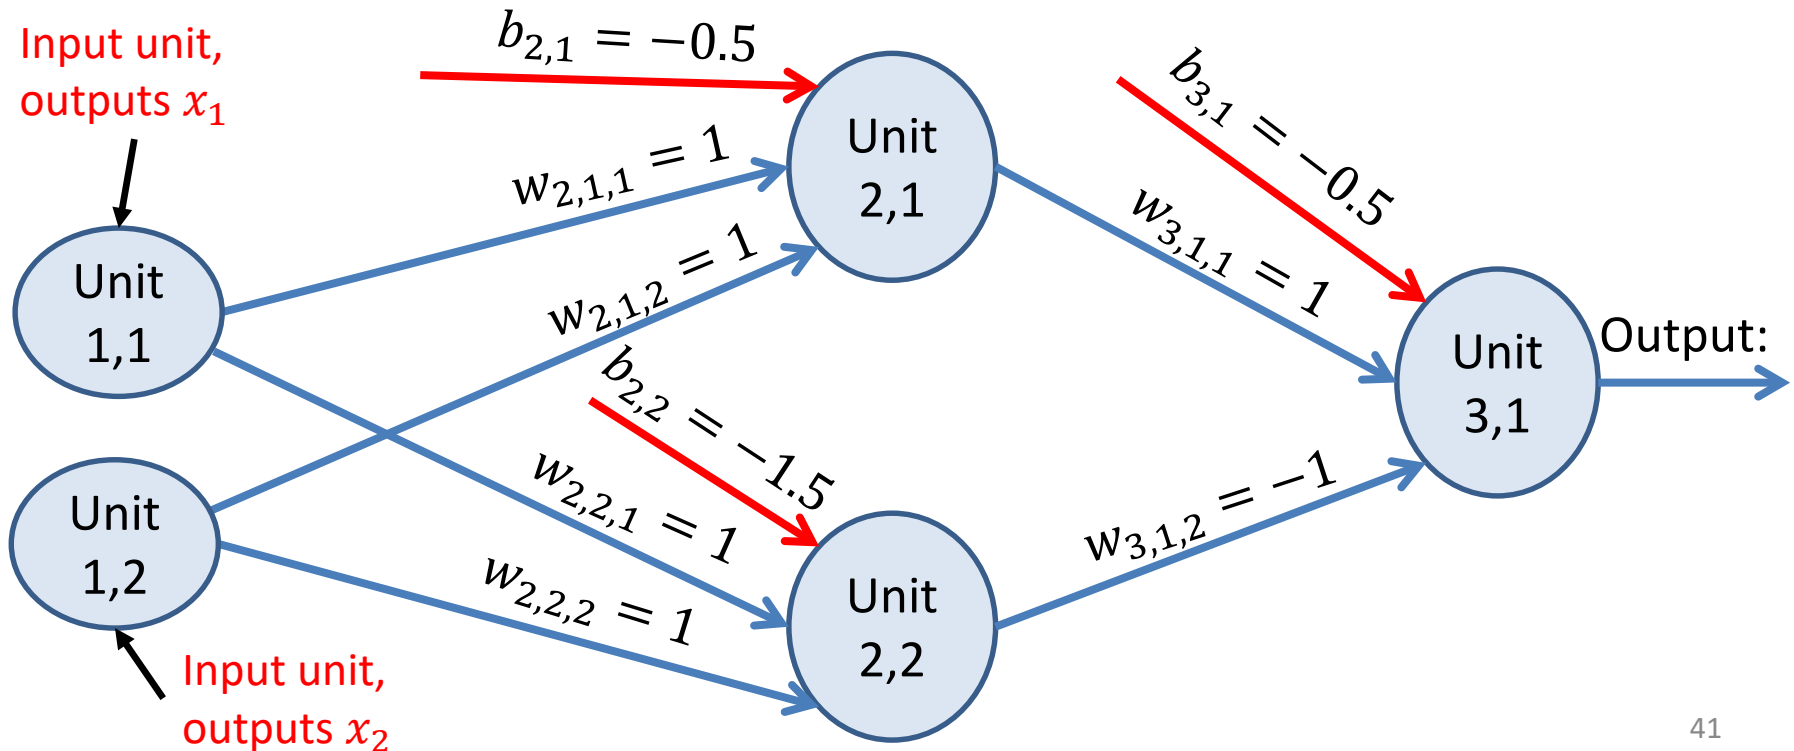 Input unit,
outputs x₁
b₂,₁ = −0.5
b₃,₁ = −0.5
Unit
2,1
w₂,₁,₁ = 1
w₃,₁,₁ = 1
Unit
1,1
w₂,₁,₂ = 1
Output:
Unit
3,1
b₂,₂ = −1.5
w₂,₂,₁ = 1
w₃,₁,₂ = −1
Unit
1,2
w₂,₂,₂ = 1
Unit
2,2
Input unit,
outputs x₂
41